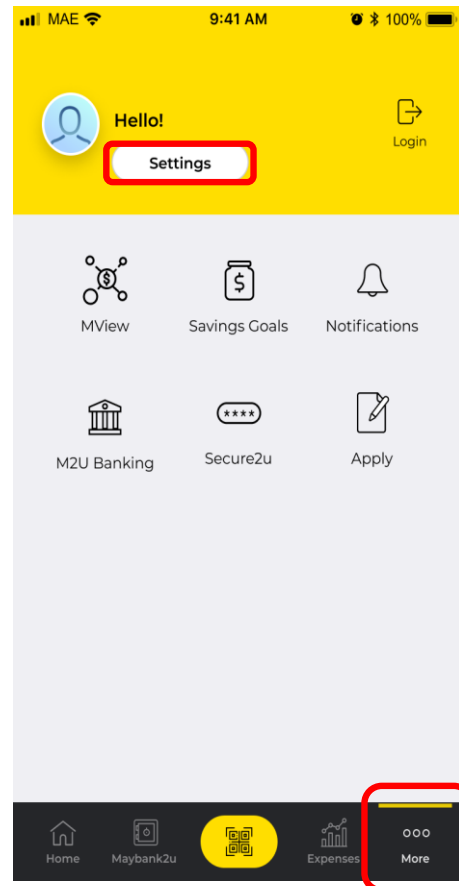 MAE 9:41 AM 100%
Hello!
Settings
Login
MView Savings Goals Notifications
M2U Banking Secure2u Apply
Home Maybank2u Expenses More